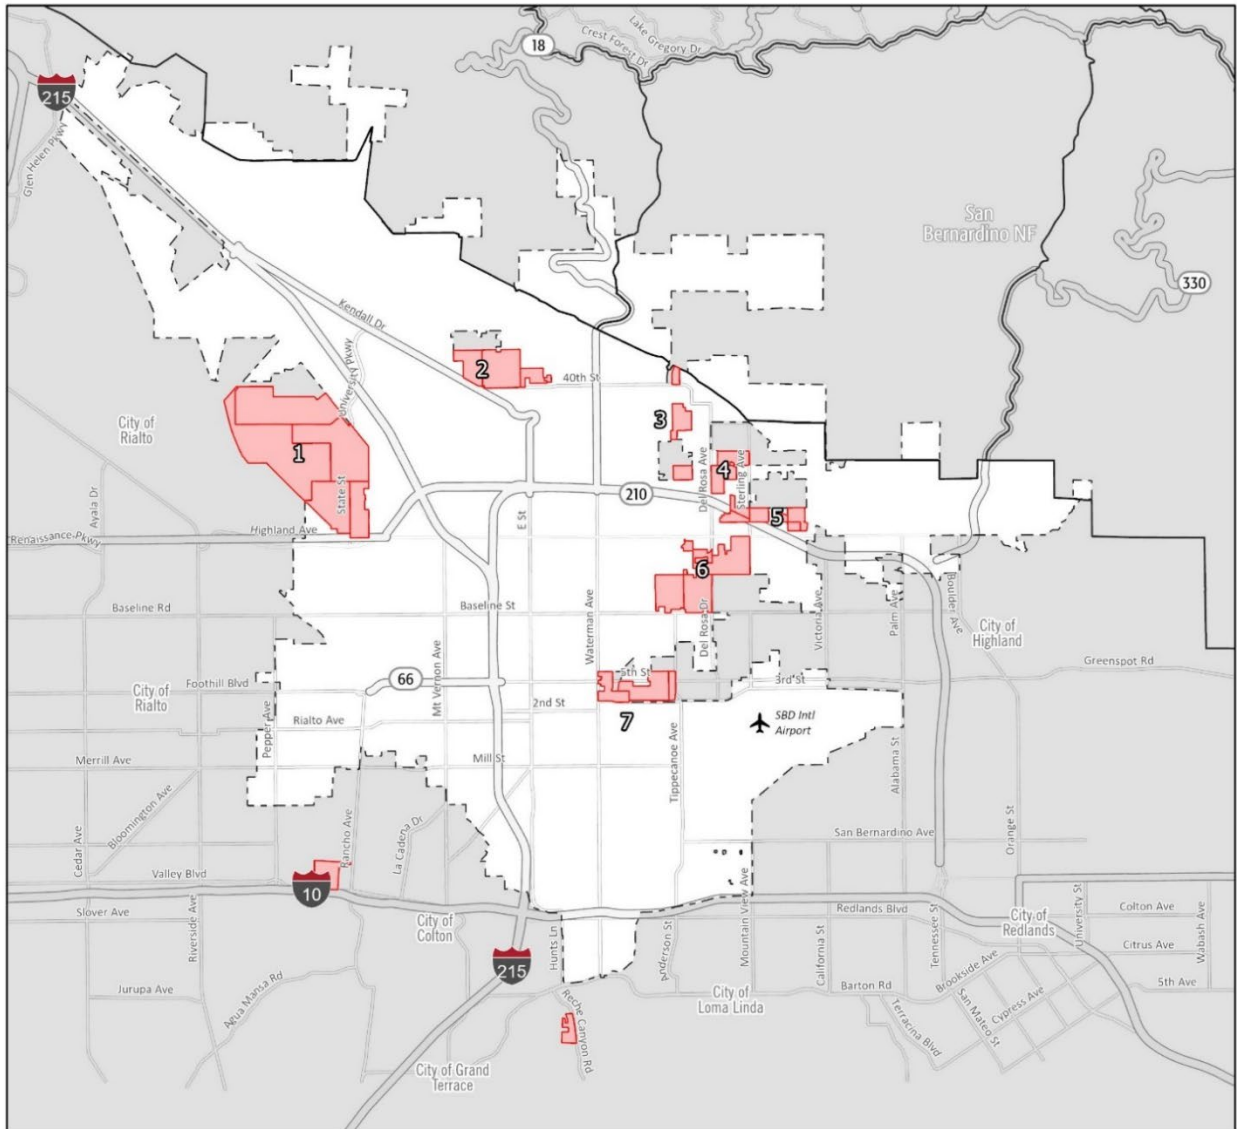 18
Lake Gregory Dr
Crest Forest Dr
215
Glen Helen Pkwy
San
Bernardino NF
330
Kendall Dr
University Pkwy
2
40th St
3
City of
Rialto
1
4
Del Rosa Ave
Sterling Ave
State St
210
5
Ayala Dr
E St
Highland Ave
Renaissance Pkwy
6
Baseline Rd
Baseline St
Waterman Ave
Del Rosa Dr
Victoria Ave
Palm Ave
Boulder Ave
City of
Highland
Mt Vernon Ave
66
5th St
Greenspot Rd
Foothill Blvd
3rd St
City of
Rialto
Pepper Ave
2nd St
7
Rialto Ave
SBD Intl
Airport
Merrill Ave
Mill St
Tippecanoe Ave
Alabama St
Bloomington Ave
Cedar Ave
Rancho Ave
La Cadena Dr
San Bernardino Ave
Orange St
Valley Blvd
10
Mountain View Ave
Slover Ave
Riverside Ave
City of
Colton
Hunts Ln
Anderson St
Redlands Blvd
California St
Tennessee St
City of
Redlands
University St
Colton Ave
Wabash Ave
Citrus Ave
215
Brookside Ave
Jurupa Ave
Agua Mansa Rd
Reche Canyon Rd
City of
Loma Linda
Barton Rd
Terracina Blvd
San Mateo St
Cypress Ave
5th Ave
City of Grand
Terrace